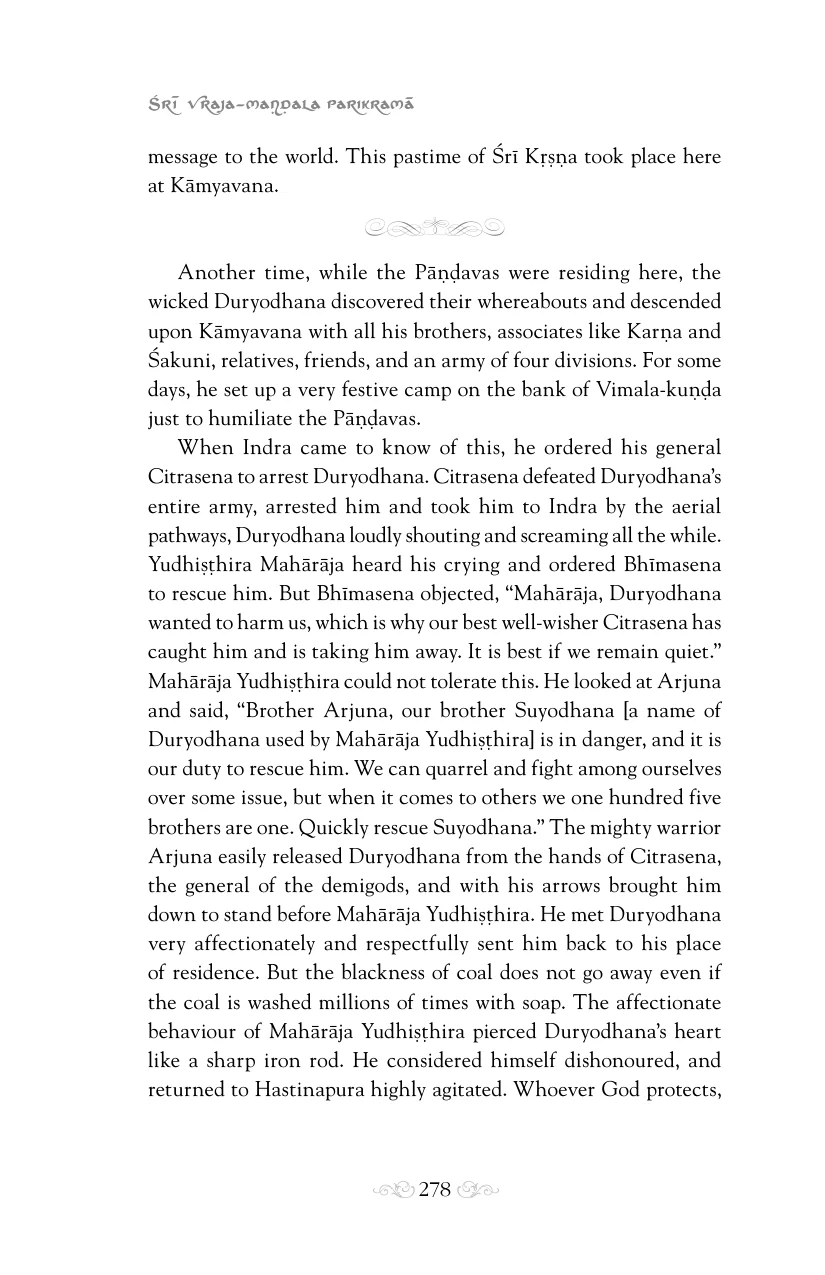 Śrī Vraja-maṇḍala Parikramā
message to the world. This pastime of Śrī Kṛṣṇa took place here
at Kāmyavana.
Another time, while the Pāṇḍavas were residing here, the
wicked Duryodhana discovered their whereabouts and descended
upon Kāmyavana with all his brothers, associates like Karṇa and
Śakuni, relatives, friends, and an army of four divisions. For some
days, he set up a very festive camp on the bank of Vimala-kuṇḍa
just to humiliate the Pāṇḍavas.
When Indra came to know of this, he ordered his general
Citrasena to arrest Duryodhana. Citrasena defeated Duryodhana’s
entire army, arrested him and took him to Indra by the aerial
pathways, Duryodhana loudly shouting and screaming all the while.
Yudhiṣṭhira Mahārāja heard his crying and ordered Bhīmasena
to rescue him. But Bhīmasena objected, “Mahārāja, Duryodhana
wanted to harm us, which is why our best well-wisher Citrasena has
caught him and is taking him away. It is best if we remain quiet.”
Mahārāja Yudhiṣṭhira could not tolerate this. He looked at Arjuna
and said, “Brother Arjuna, our brother Suyodhana [a name of
Duryodhana used by Mahārāja Yudhiṣṭhira] is in danger, and it is
our duty to rescue him. We can quarrel and fight among ourselves
over some issue, but when it comes to others we one hundred five
brothers are one. Quickly rescue Suyodhana.” The mighty warrior
Arjuna easily released Duryodhana from the hands of Citrasena,
the general of the demigods, and with his arrows brought him
down to stand before Mahārāja Yudhiṣṭhira. He met Duryodhana
very affectionately and respectfully sent him back to his place
of residence. But the blackness of coal does not go away even if
the coal is washed millions of times with soap. The affectionate
behaviour of Mahārāja Yudhiṣṭhira pierced Duryodhana’s heart
like a sharp iron rod. He considered himself dishonoured, and
returned to Hastinapura highly agitated. Whoever God protects,
278